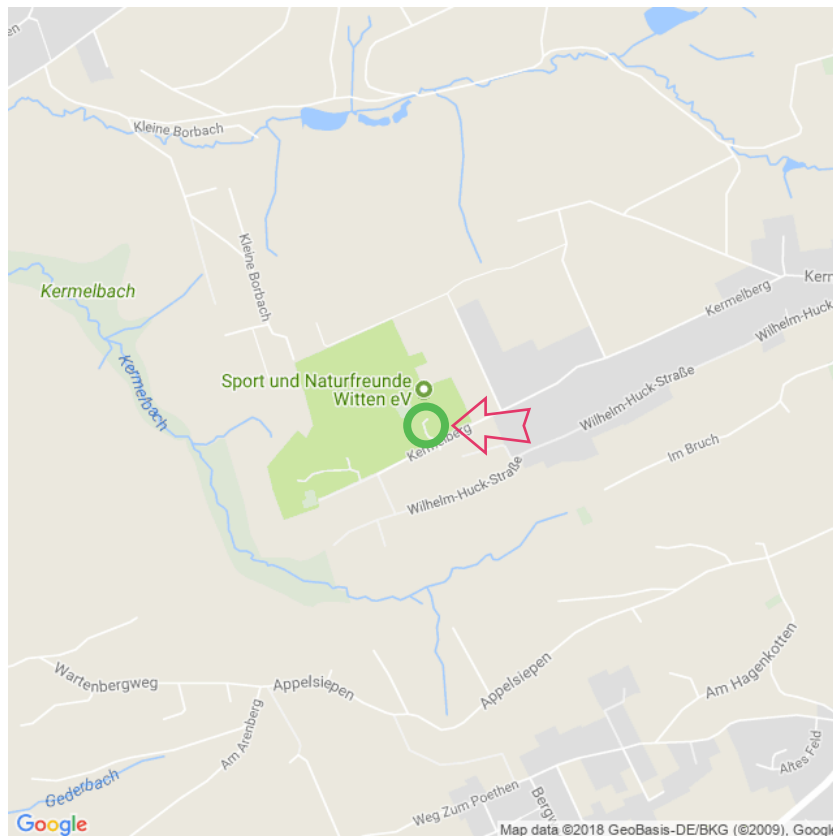 Kleine Borbach
Kleine Borbach
Kermelbach
Kermelberg
Kerm
Wilhelm-Huck-
Kermelbach
Sport und Naturfreunde
Witten eV
Wilhelm-Huck-Straße
Kermelberg
Im Bruch
Wilhelm-Huck-Straße
Wartenbergweg
Appelsiepen
Appelsiepen
Am Hagenkotten
Am Arenberg
Altes Feld
Gederbach
Weg Zum Poethen
Bergw
Google
Map data ©2018 GeoBasis-DE/BKG (©2009), Google